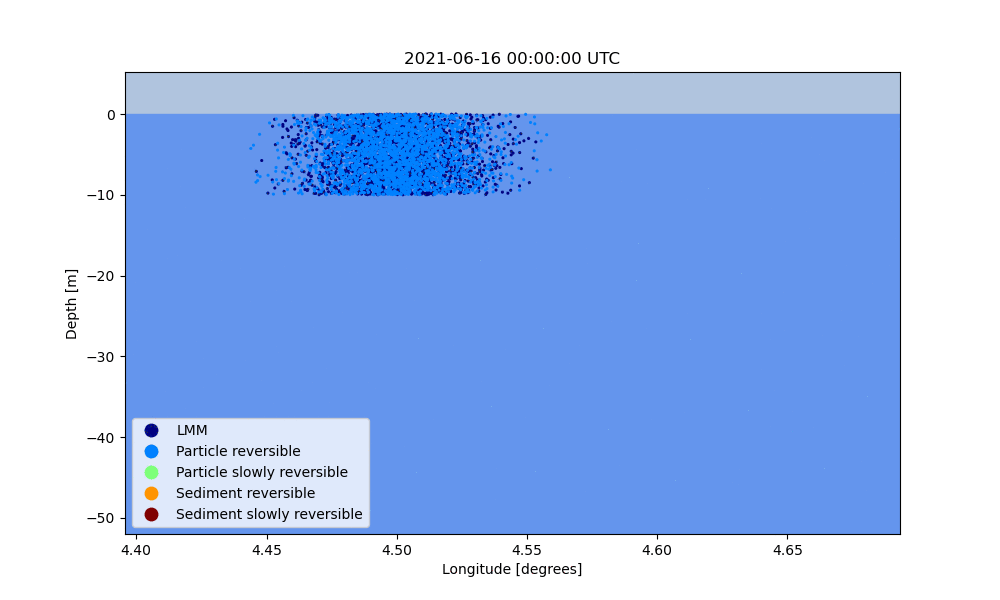 2021-06-16 00:00:00 UTC
Depth [m]
0
−10
−20
−30
−40
−50
LMM
Particle reversible
Particle slowly reversible
Sediment reversible
Sediment slowly reversible
4.40 4.45 4.50 4.55 4.60 4.65
Longitude [degrees]